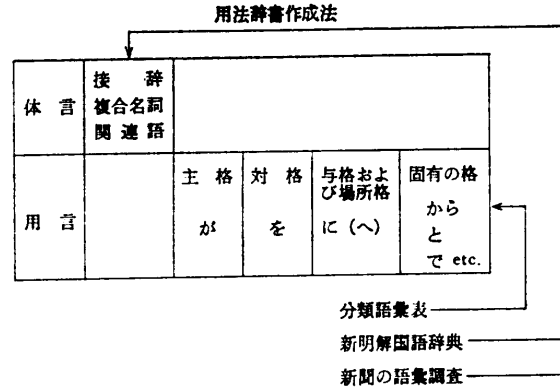 用法辞書作成法
体言
接辞
複合名詞
関連語
用言
主格
が
対格
を
与格およ
び場所格
に(へ)
固有の格
から
と
で etc.
分類語彙表
新明解国語辞典
新聞の語彙調査